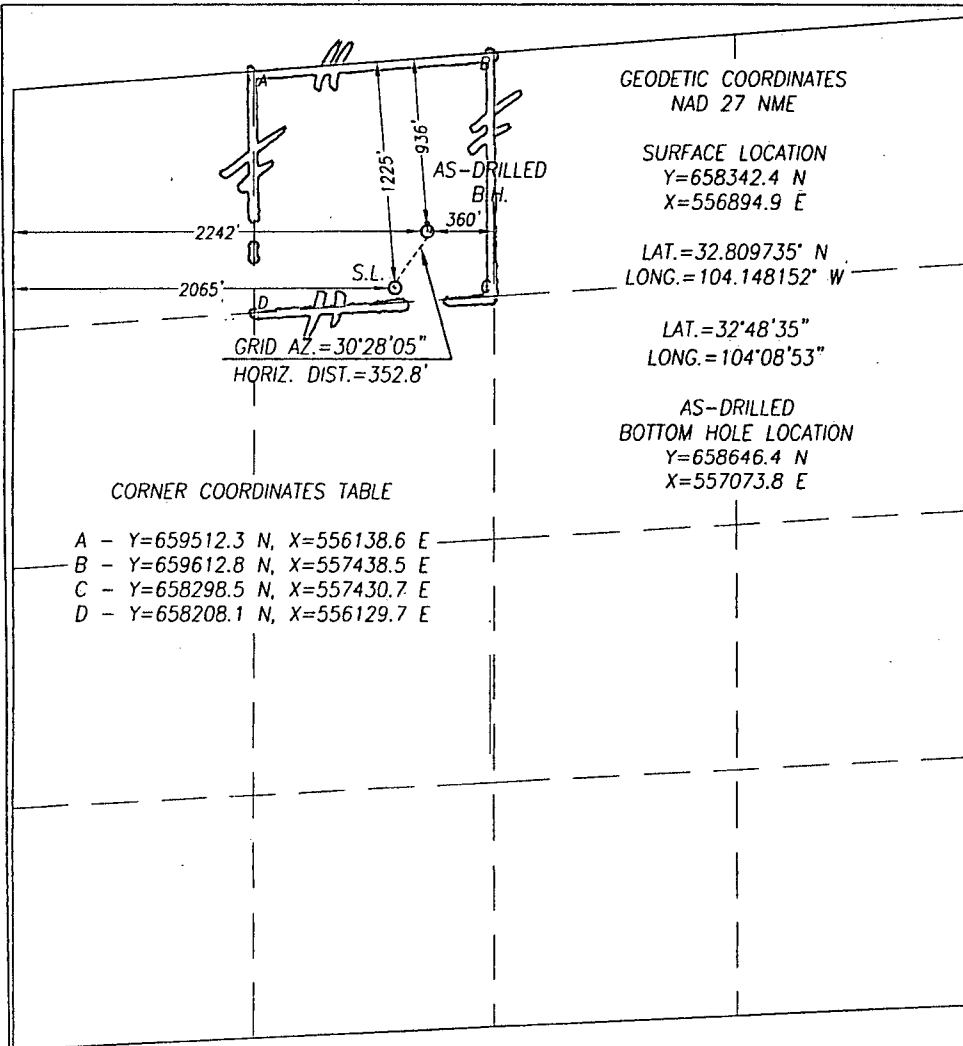 A
B
GEODETIC COORDINATES
NAD 27 NME
SURFACE LOCATION
Y=658342.4 N
X=556894.9 E
LAT.=32.809735° N
LONG.=104.148152° W
LAT.=32°48'35"
LONG.=104°08'53"
AS-DRILLED
BOTTOM HOLE LOCATION
Y=658646.4 N
X=557073.8 E
1225'
936'
AS-DRILLED
B.H.
2242'
360'
S.L.
2065'
D
C
GRID AZ.=30°28'05"
HORIZ. DIST.=352.8'
CORNER COORDINATES TABLE
A - Y=659512.3 N, X=556138.6 E
B - Y=659612.8 N, X=557438.5 E
C - Y=658298.5 N, X=557430.7 E
D - Y=658208.1 N, X=556129.7 E